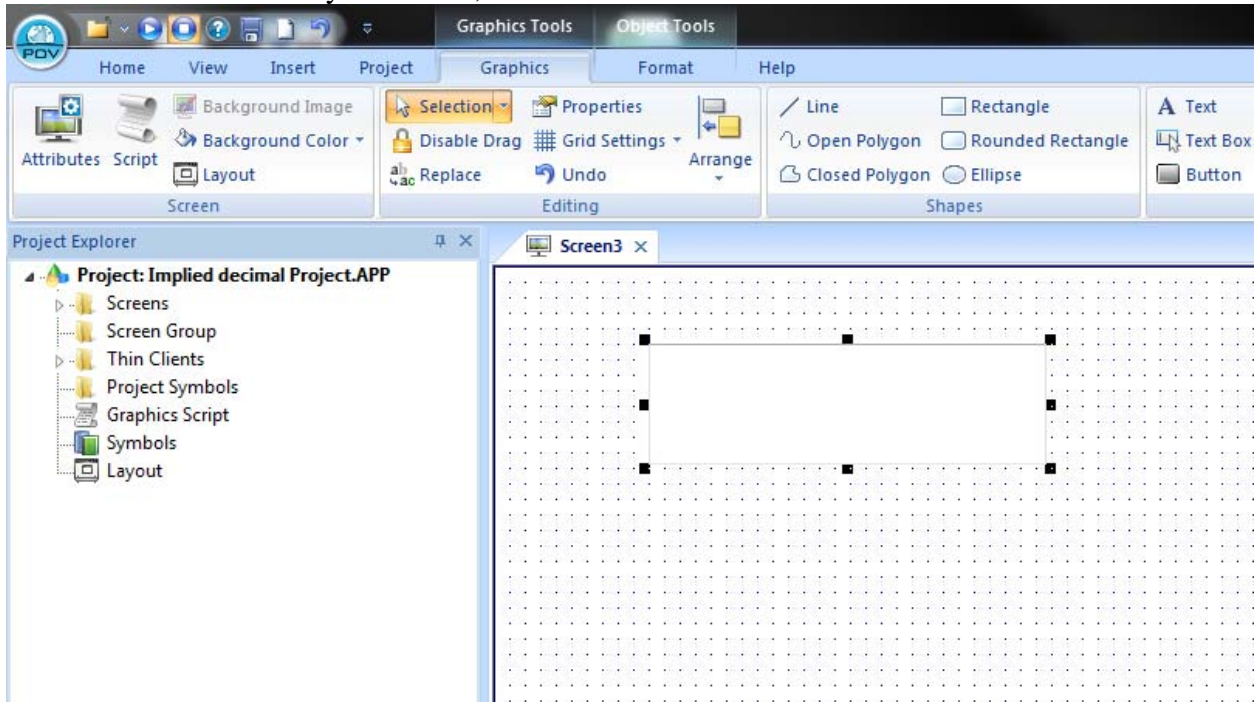 Graphics Tools Object Tools
POV
Home View Insert Project Graphics Format Help
Attributes
Script
Background Image
Background Color
Layout
Screen
Selection
Disable Drag
Replace
Properties
Grid Settings
Undo
Arrange
Editing
Line
Open Polygon
Closed Polygon
Rectangle
Rounded Rectangle
Ellipse
Shapes
A Text
Text Box
Button
Project Explorer
Screen3
Project: Implied decimal Project.APP
Screens
Screen Group
Thin Clients
Project Symbols
Graphics Script
Symbols
Layout